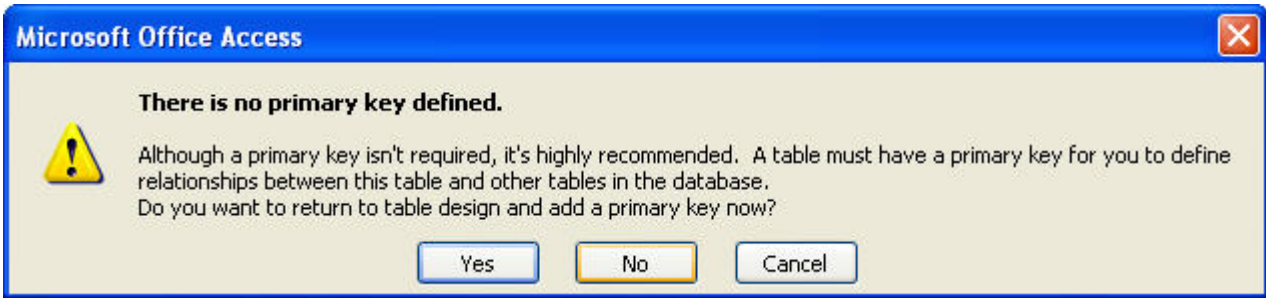 Microsoft Office Access
There is no primary key defined.
Although a primary key isn't required, it's highly recommended.  A table must have a primary key for you to define
relationships between this table and other tables in the database.
Do you want to return to table design and add a primary key now?
Yes No Cancel